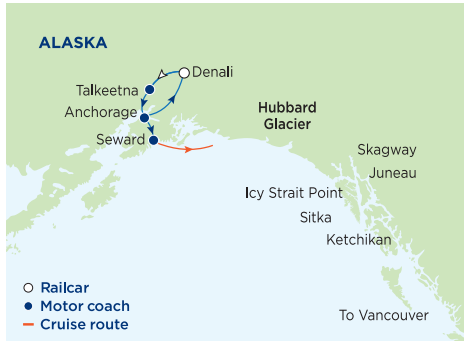 ALASKA
Denali
Talkeetna
Anchorage
Hubbard
Glacier
Seward
Skagway
Juneau
Icy Strait Point
Sitka
Ketchikan
Railcar
Motor coach
Cruise route
To Vancouver